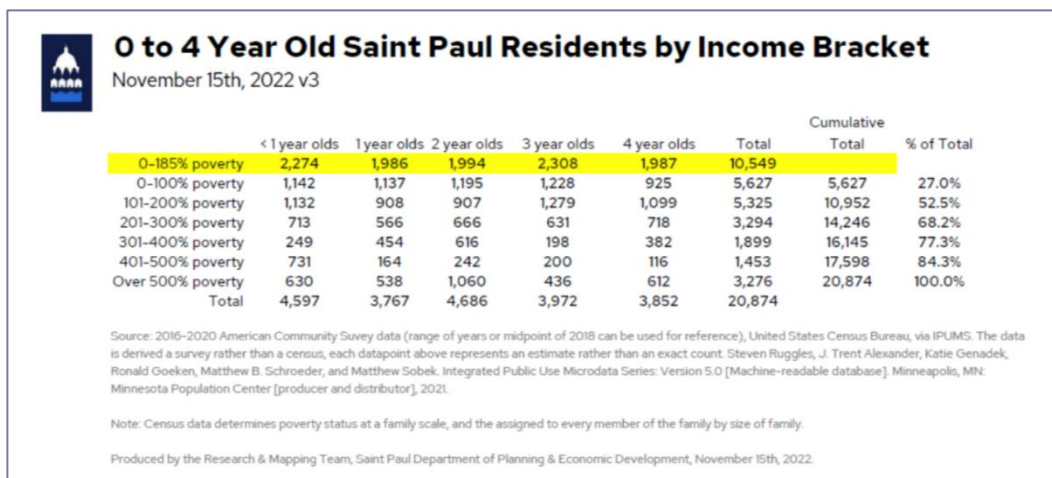 0 to 4 Year Old Saint Paul Residents by Income Bracket
November 15th, 2022 v3
Cumulative
< 1 year olds 1 year olds 2 year olds 3 year olds 4 year olds Total Total % of Total
0-185% poverty 2,274 1,986 1,994 2,308 1,987 10,549
0-100% poverty 1,142 1,137 1,195 1,228 925 5,627 5,627 27.0%
101-200% poverty 1,132 908 907 1,279 1,099 5,325 10,952 52.5%
201-300% poverty 713 566 666 631 718 3,294 14,246 68.2%
301-400% poverty 249 454 616 198 382 1,899 16,145 77.3%
401-500% poverty 731 164 242 200 116 1,453 17,598 84.3%
Over 500% poverty 630 538 1,060 436 612 3,276 20,874 100.0%
Total 4,597 3,767 4,686 3,972 3,852 20,874
Source: 2016-2020 American Community Suvey data (range of years or midpoint of 2018 can be used for reference), United States Census Bureau, via IPUMS. The data
is derived a survey rather than a census, each datapoint above represents an estimate rather than an exact count. Steven Ruggles, J. Trent Alexander, Katie Genadek,
Ronald Goeken, Matthew B. Schroeder, and Matthew Sobek. Integrated Public Use Microdata Series: Version 5.0 [Machine-readable database]. Minneapolis, MN:
Minnesota Population Center [producer and distributor], 2021.
Note: Census data determines poverty status at a family scale, and the assigned to every member of the family by size of family.
Produced by the Research & Mapping Team, Saint Paul Department of Planning & Economic Development, November 15th, 2022.